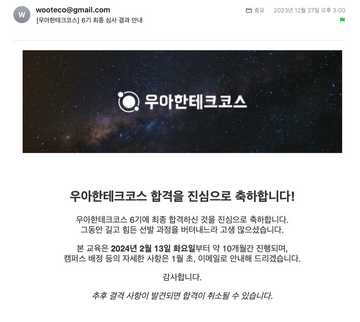 W
wooteco@gmail.com
중요
2023년 12월 27일 오후 3:00
[우아한테크코스] 6기 최종 심사 결과 안내
우아한테크코스
우아한테크코스 합격을 진심으로 축하합니다!
우아한테크코스 6기에 최종 합격하신 것을 진심으로 축하합니다.
그동안 길고 힘든 선발 과정을 버텨내느라 고생 많으셨습니다.
본 교육은 2024년 2월 13일 화요일부터 약 10개월간 진행되며,
캠퍼스 배정 등의 자세한 사항은 1월 초, 이메일로 안내해 드리겠습니다.
감사합니다.
추후 결격 사항이 발견되면 합격이 취소될 수 있습니다.